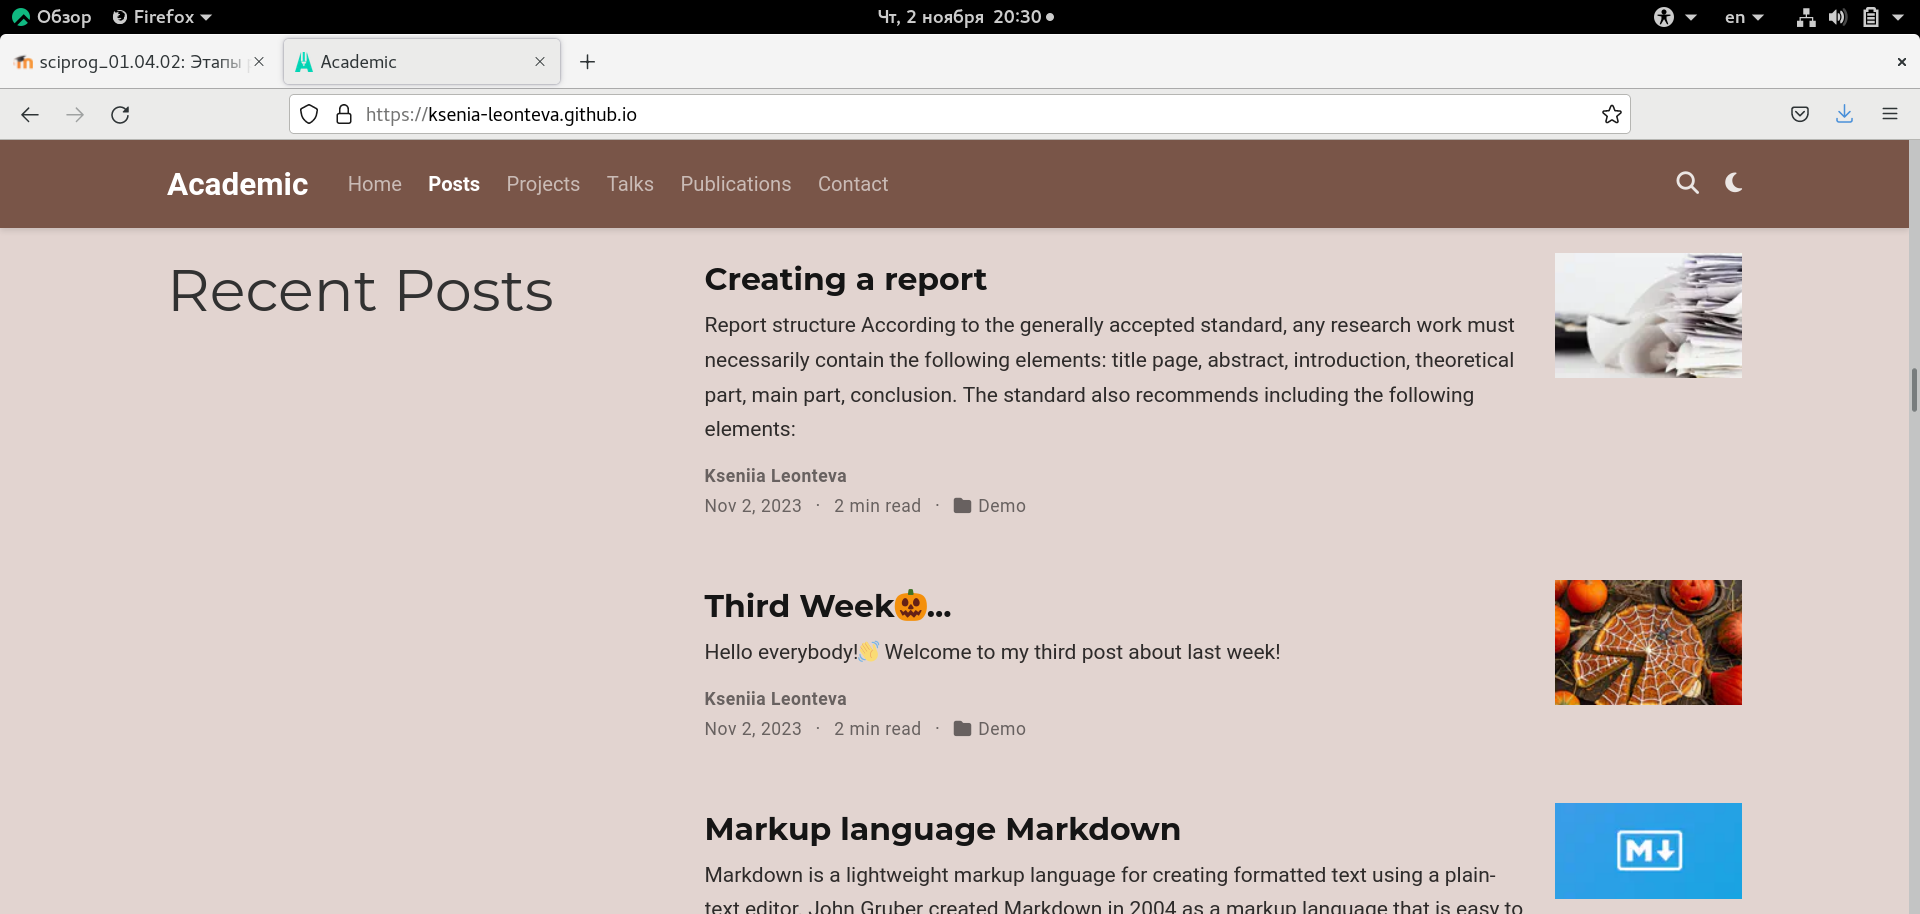 Обзор Firefox Чт, 2 ноября 20:30 en
sciprog_01.04.02: Этапы Academic
https://ksenia-leonteva.github.io
Academic Home Posts Projects Talks Publications Contact
Recent Posts
Creating a report
Report structure According to the generally accepted standard, any research work must
necessarily contain the following elements: title page, abstract, introduction, theoretical
part, main part, conclusion. The standard also recommends including the following
elements:
Kseniia Leonteva
Nov 2, 2023 · 2 min read · Demo
Third Week🎃...
Hello everybody!👋 Welcome to my third post about last week!
Kseniia Leonteva
Nov 2, 2023 · 2 min read · Demo
Markup language Markdown
M
Markdown is a lightweight markup language for creating formatted text using a plain-
text editor. John Gruber created Markdown in 2004 as a markup language that is easy to